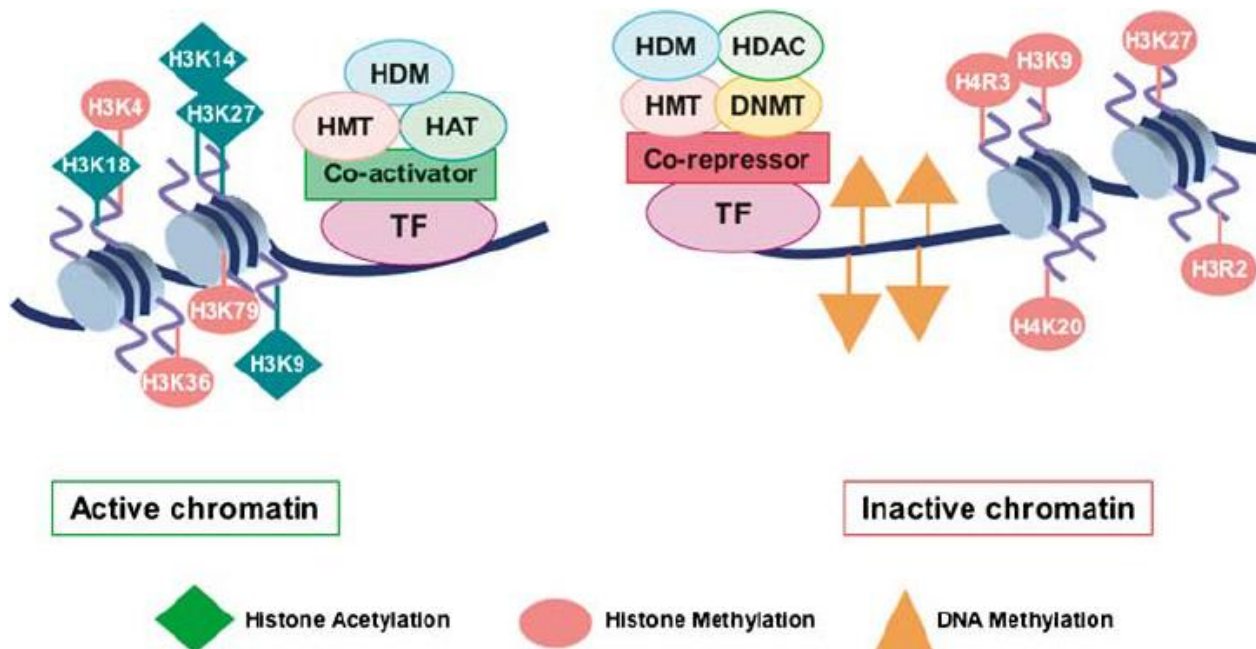 H3K14
H3K4
H3K27
H3K18
HDM
HMT
HAT
Co-activator
TF
H3K79
H3K9
H3K36
HDM
HDAC
HMT
DNMT
Co-repressor
TF
H4R3
H3K9
H3K27
H3R2
H4K20
Active chromatin
Inactive chromatin
Histone Acetylation
Histone Methylation
DNA Methylation